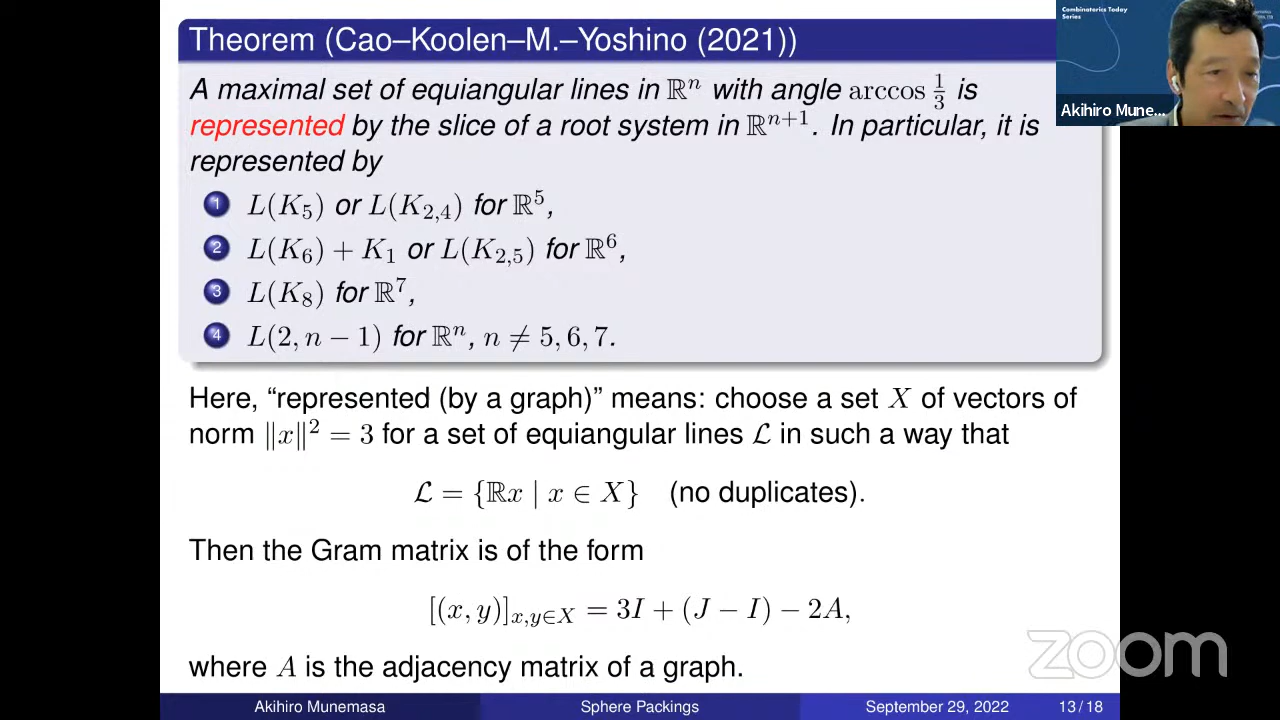 Theorem (Cao–Koolen–M.–Yoshino (2021))
A maximal set of equiangular lines in ℝⁿ with angle arccos 1/3 is
represented by the slice of a root system in ℝⁿ⁺¹. In particular, it is
represented by
1 L(K₅) or L(K₂,₄) for ℝ⁵,
2 L(K₆) + K₁ or L(K₂,₅) for ℝ⁶,
3 L(K₈) for ℝ⁷,
4 L(2, n − 1) for ℝⁿ, n ≠ 5, 6, 7.
Here, “represented (by a graph)” means: choose a set X of vectors of
norm ‖x‖² = 3 for a set of equiangular lines ℒ in such a way that
ℒ = {ℝx | x ∈ X} (no duplicates).
Then the Gram matrix is of the form
[(x, y)]ₓ,ᵧ∈X = 3I + (J − I) − 2A,
where A is the adjacency matrix of a graph.
Akihiro Munemasa Sphere Packings September 29, 2022 13 / 18
Combinatorics Today
Series
Akihiro Mune...
zoom